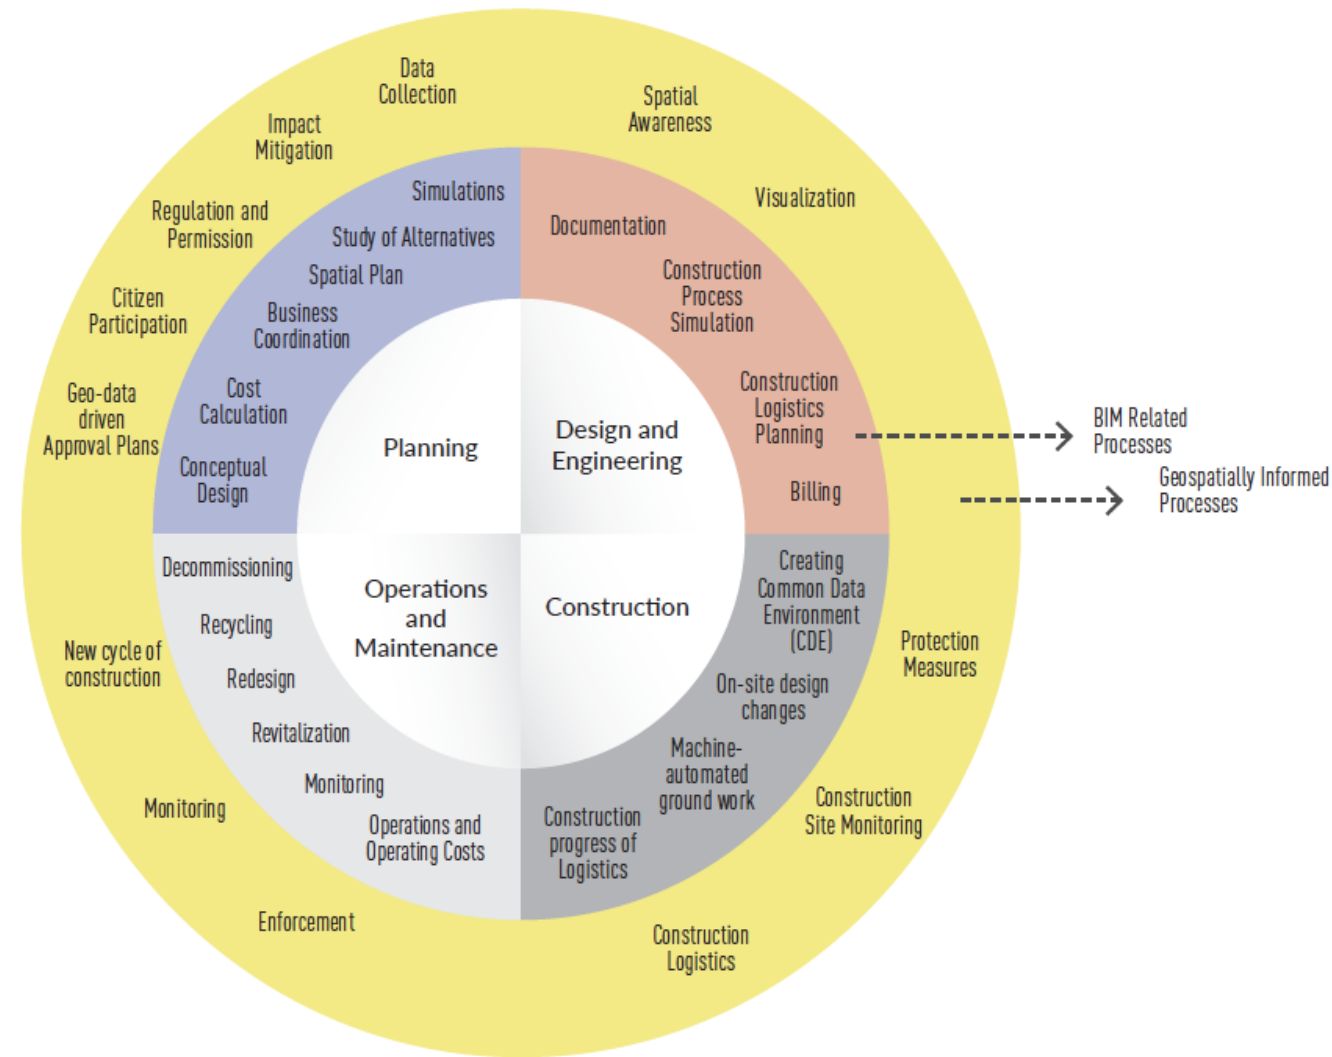 Data
Collection
Spatial
Awareness
Impact
Mitigation
Visualization
Regulation and
Permission
Citizen
Participation
Geo-data
driven
Approval Plans
Simulations
Study of Alternatives
Spatial Plan
Business
Coordination
Cost
Calculation
Conceptual
Design
Documentation
Construction
Process
Simulation
Construction
Logistics
Planning
Billing
Planning
Design and
Engineering
BIM Related
Processes
Geospatially Informed
Processes
Operations
and
Maintenance
Construction
Decommissioning
Recycling
Redesign
Revitalization
Monitoring
Operations and
Operating Costs
Creating
Common Data
Environment
(CDE)
On-site design
changes
Machine-
automated
ground work
Construction
progress of
Logistics
New cycle of
construction
Monitoring
Enforcement
Protection
Measures
Construction
Site Monitoring
Construction
Logistics